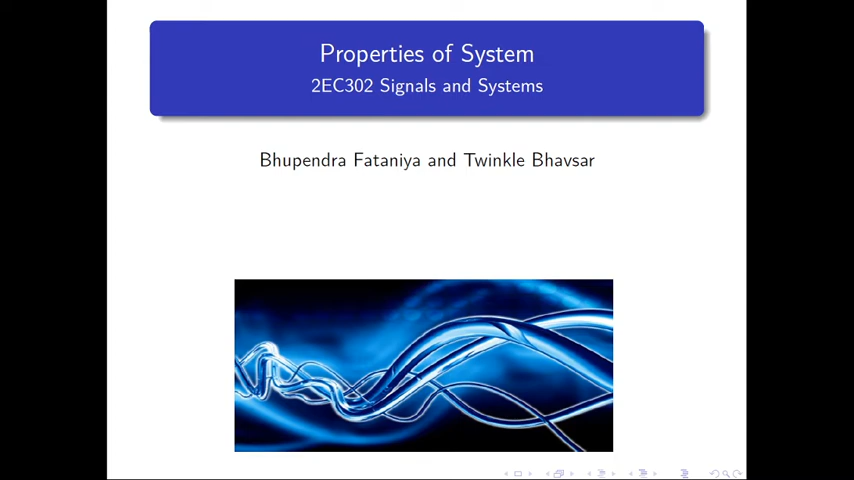 Properties of System
2EC302 Signals and Systems
Bhupendra Fataniya and Twinkle Bhavsar